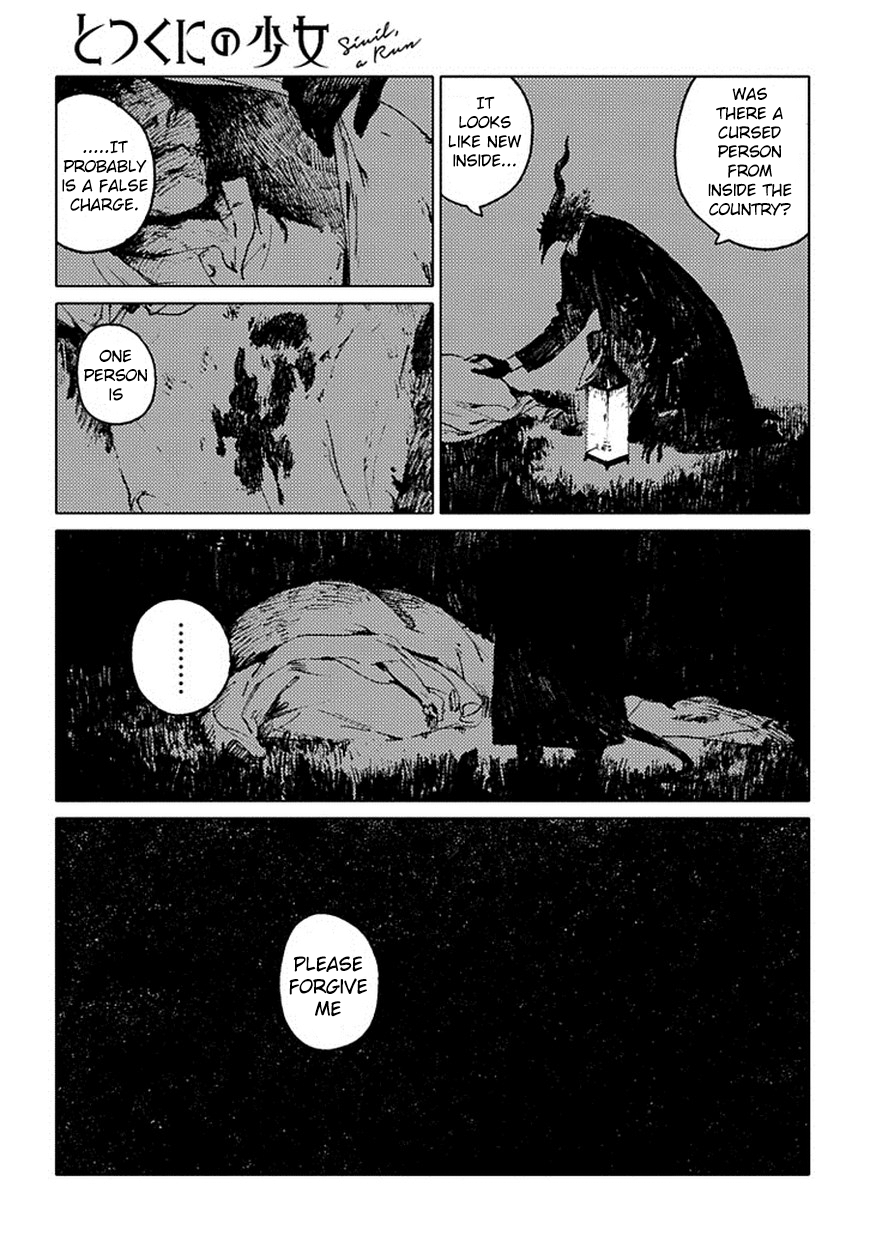 とつくにの少女
Siúil,
a Run
WAS
THERE A
CURSED
PERSON
FROM
INSIDE THE
COUNTRY?
IT
LOOKS
LIKE NEW
INSIDE...
.....IT
PROBABLY
IS A FALSE
CHARGE.
ONE
PERSON
IS
.........
PLEASE
FORGIVE
ME